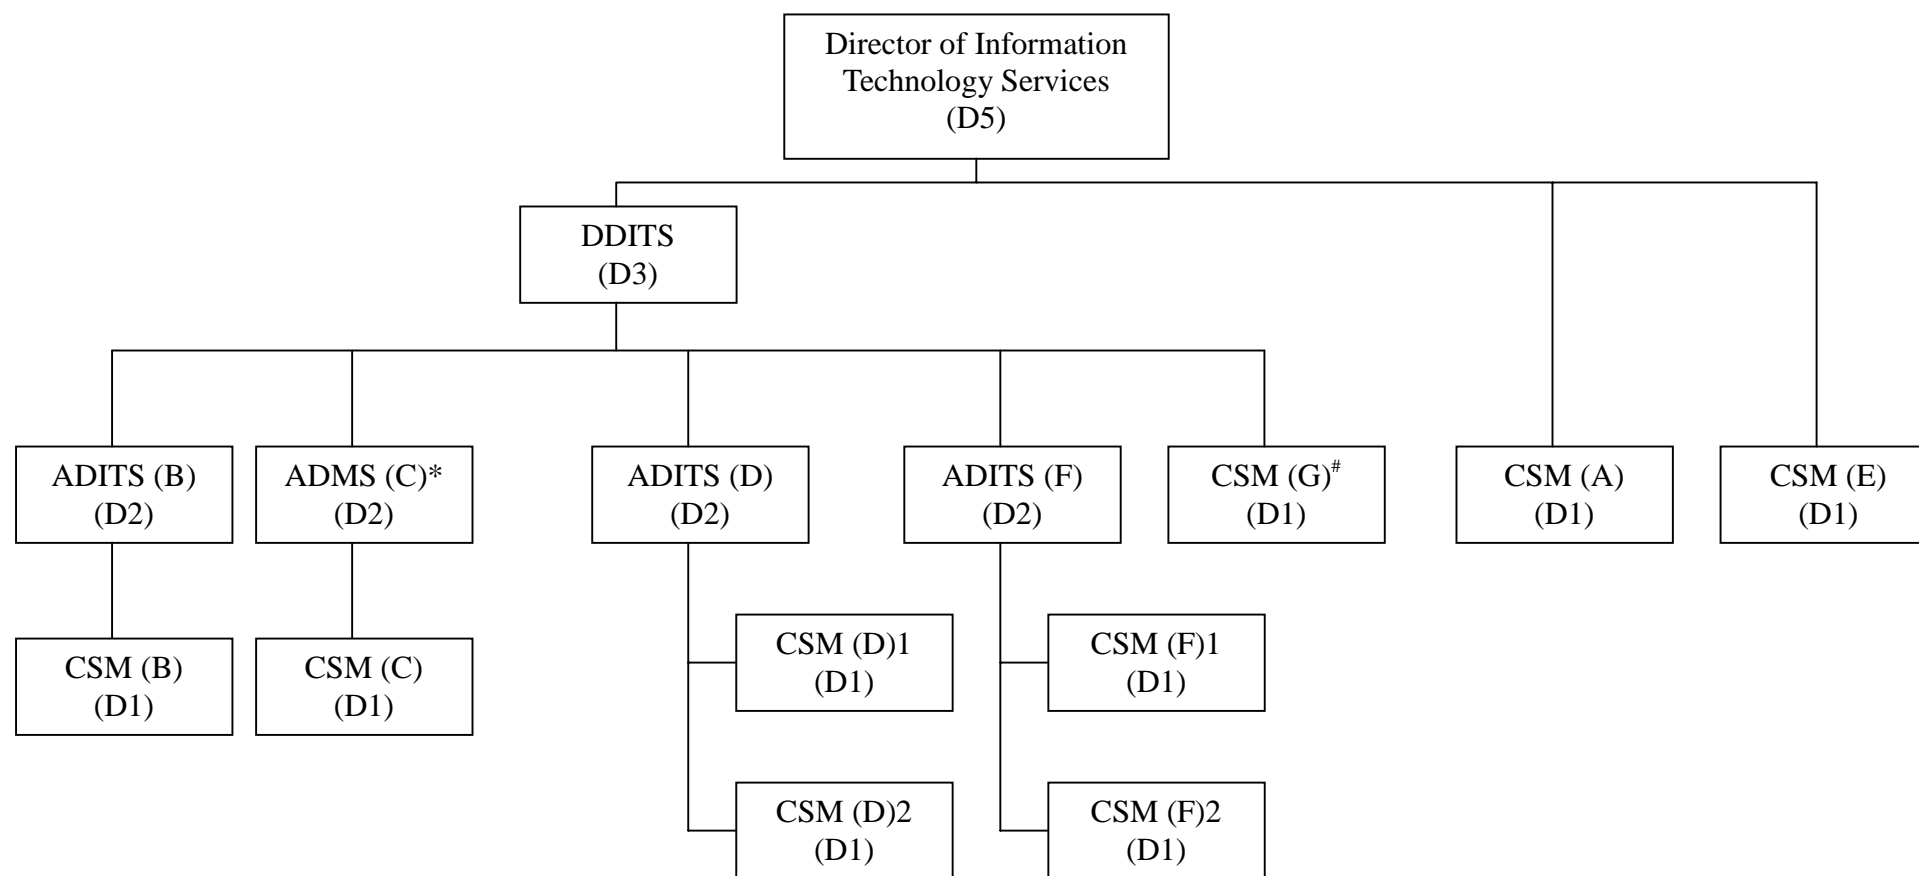 Director of Information
Technology Services
(D5)
DDITS
(D3)
ADITS (B)
(D2)
ADMS (C)*
(D2)
ADITS (D)
(D2)
ADITS (F)
(D2)
CSM (G)#
(D1)
CSM (A)
(D1)
CSM (E)
(D1)
CSM (B)
(D1)
CSM (C)
(D1)
CSM (D)1
(D1)
CSM (F)1
(D1)
CSM (D)2
(D1)
CSM (F)2
(D1)